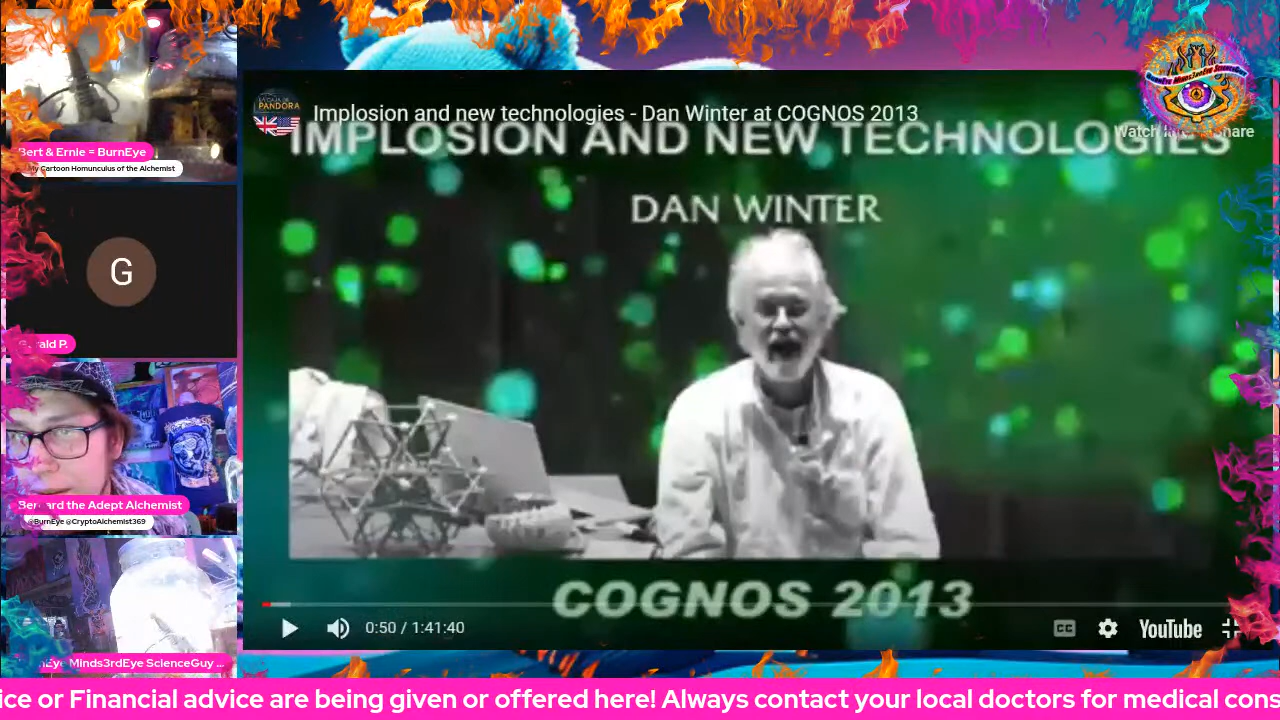 Bert & Ernie = BurnEye
My Cartoon Homunculus of the Alchemist
G
rald P.
Bernard the Adept Alchemist
@BurnEye @CryptoAlchemist369
Minds3rdEye ScienceGuy ...
PANDORA
Implosion and new technologies - Dan Winter at COGNOS 2013
Share
IMPLOSION AND NEW TECHNOLOGIES
DAN WINTER
COGNOS 2013
0:50 / 1:41:40
CC
YouTube
ice or Financial advice are being given or offered here! Always contact your local doctors for medical cons